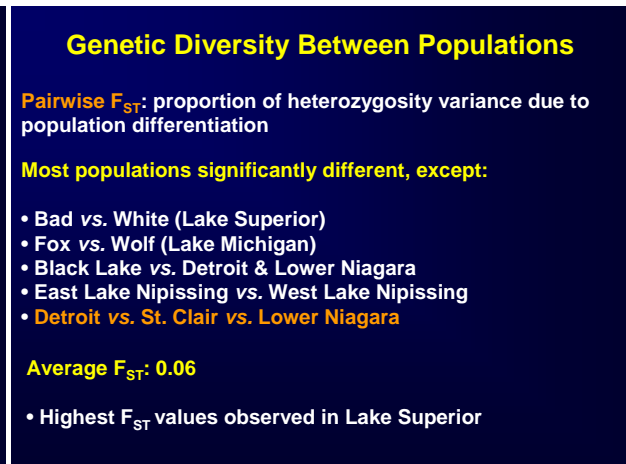 Genetic Diversity Between Populations
Pairwise FST: proportion of heterozygosity variance due to
population differentiation
Most populations significantly different, except:
• Bad vs. White (Lake Superior)
• Fox vs. Wolf (Lake Michigan)
• Black Lake vs. Detroit & Lower Niagara
• East Lake Nipissing vs. West Lake Nipissing
• Detroit vs. St. Clair vs. Lower Niagara
Average FST: 0.06
• Highest FST values observed in Lake Superior